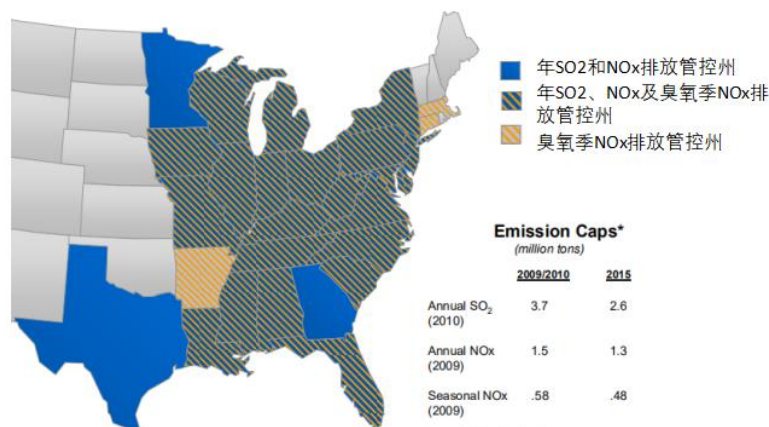 年SO2和NOx排放管控州
年SO2、NOx及臭氧季NOx排
放管控州
臭氧季NOx排放管控州
Emission Caps*
(million tons)
2009/2010 2015
Annual SO₂ 3.7 2.6
(2010)
Annual NOx 1.5 1.3
(2009)
Seasonal NOx .58 .48
(2009)